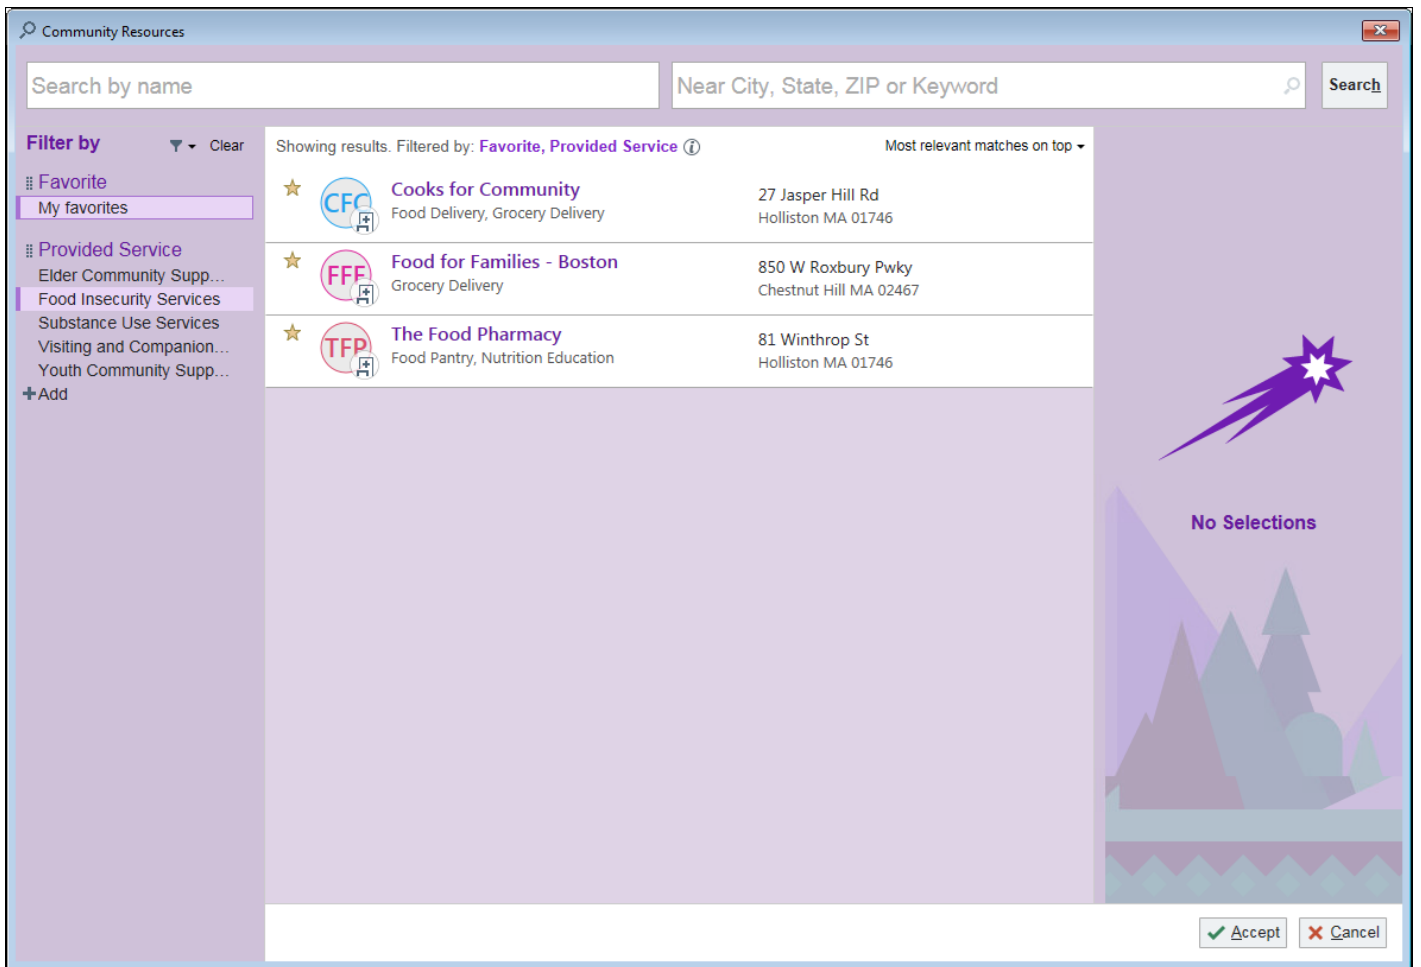 Community Resources
Search by name
Near City, State, ZIP or Keyword
Search
Filter by
Clear
Favorite
My favorites
Provided Service
Elder Community Supp...
Food Insecurity Services
Substance Use Services
Visiting and Companion...
Youth Community Supp...
Add
Showing results. Filtered by: Favorite, Provided Service
Most relevant matches on top
CFC
Cooks for Community
Food Delivery, Grocery Delivery
27 Jasper Hill Rd
Holliston MA 01746
FFF
Food for Families - Boston
Grocery Delivery
850 W Roxbury Pwky
Chestnut Hill MA 02467
TFP
The Food Pharmacy
Food Pantry, Nutrition Education
81 Winthrop St
Holliston MA 01746
No Selections
Accept
Cancel